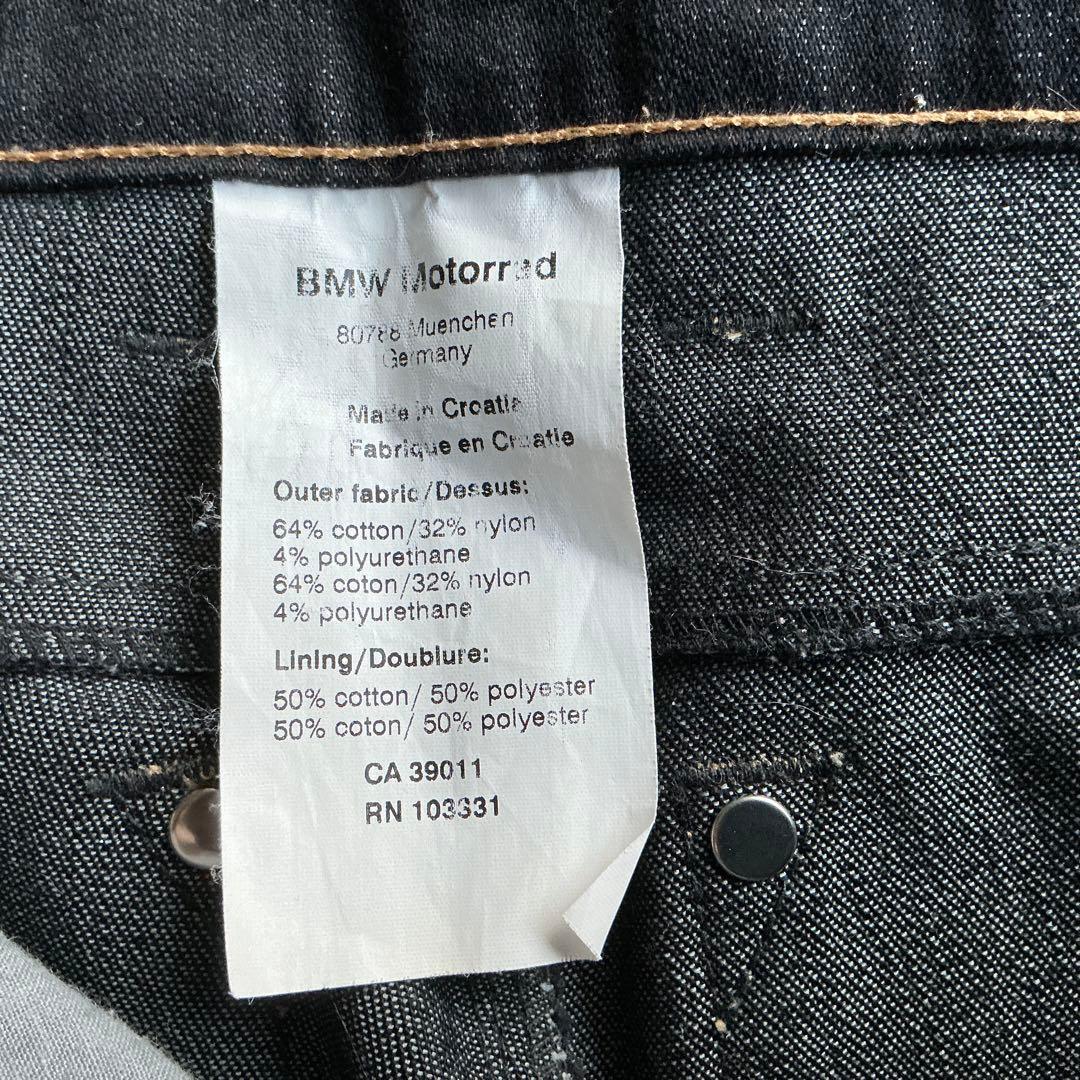 BMW Motorrad
80788 Muenchen
Germany
Made in Croatia
Fabrique en Croatie
Outer fabric/Dessus:
64% cotton/32% nylon
4% polyurethane
64% coton/32% nylon
4% polyurethane
Lining/Doublure:
50% cotton/ 50% polyester
50% coton/ 50% polyester
CA 39011
RN 103331